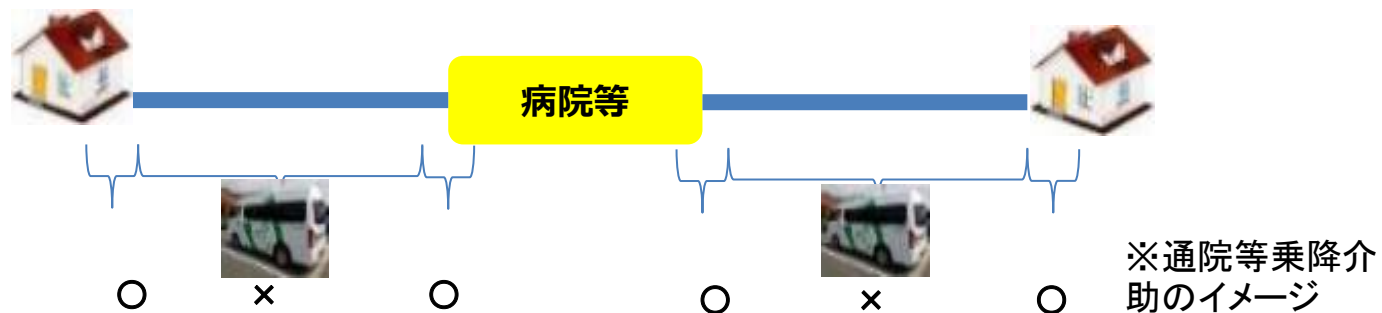 病院等
○ × ○ ○ × ○
※通院等乗降介
助のイメージ